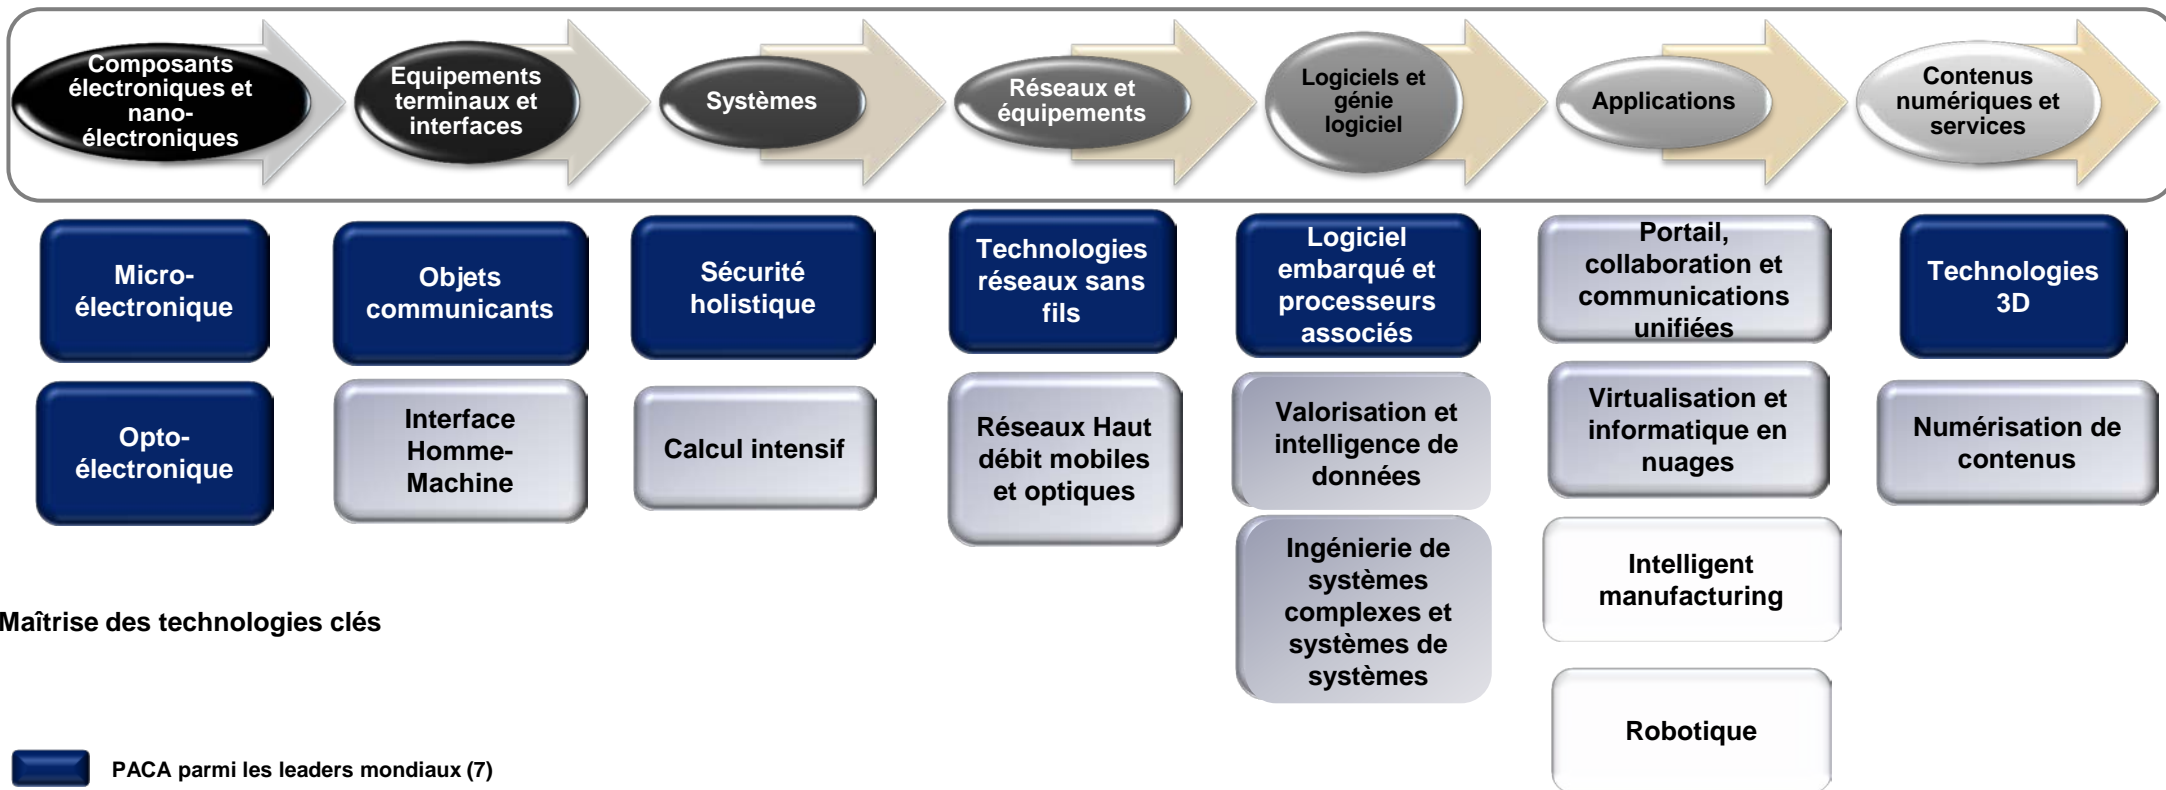 Composants
électroniques et
nano-
électroniques
Equipements
terminaux et
interfaces
Systèmes
Réseaux et
équipements
Logiciels et
génie
logiciel
Applications
Contenus
numériques et
services
Micro-
électronique
Objets
communicants
Sécurité
holistique
Technologies
réseaux sans
fils
Logiciel
embarqué et
processeurs
associés
Portail,
collaboration et
communications
unifiées
Technologies
3D
Opto-
électronique
Interface
Homme-
Machine
Calcul intensif
Réseaux Haut
débit mobiles
et optiques
Valorisation et
intelligence de
données
Virtualisation et
informatique en
nuages
Numérisation de
contenus
Ingénierie de
systèmes
complexes et
systèmes de
systèmes
Intelligent
manufacturing
Robotique
Maîtrise des technologies clés
PACA parmi les leaders mondiaux (7)